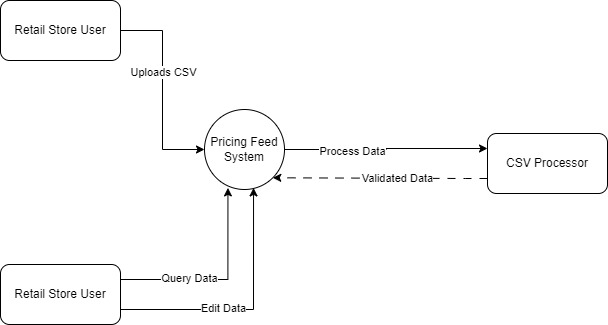 Retail Store User
Uploads CSV
Pricing Feed
System
Process Data
CSV Processor
Validated Data
Query Data
Retail Store User
Edit Data